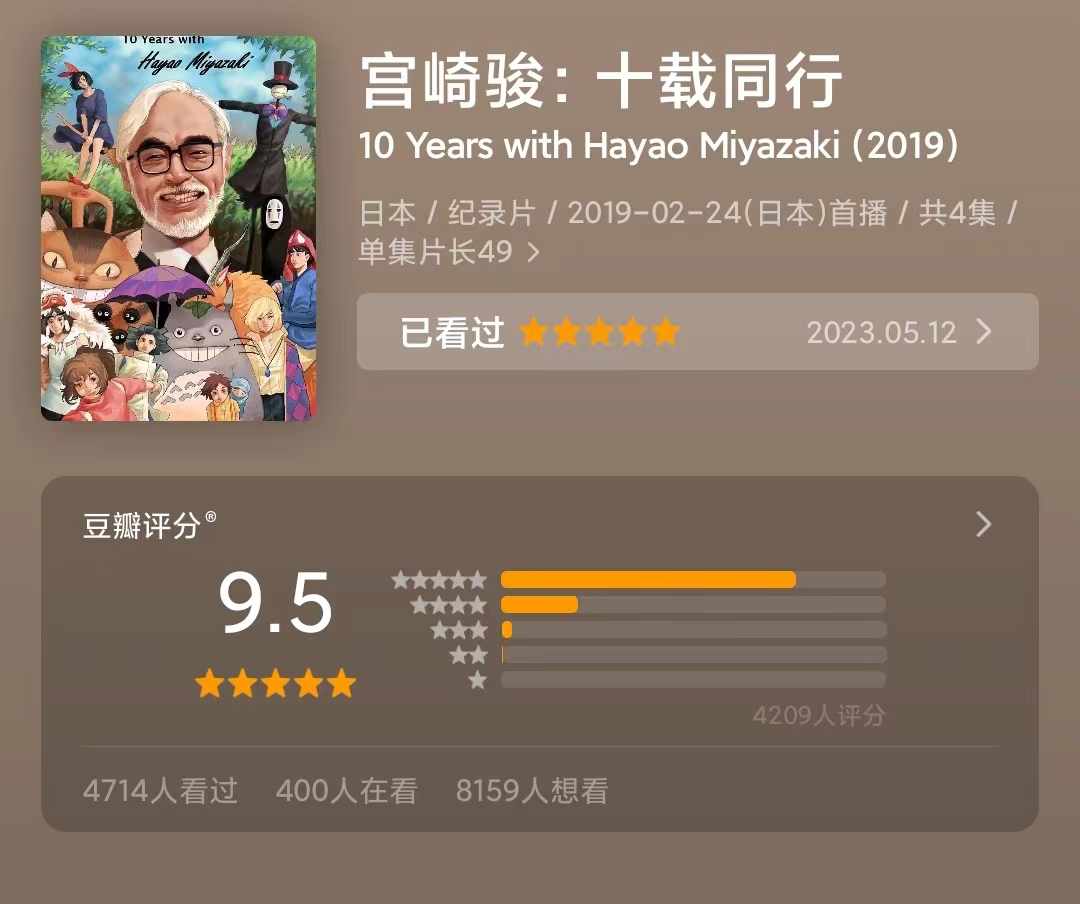 10 Years with
Hayao Miyazaki
宫崎骏：十载同行
10 Years with Hayao Miyazaki (2019)
日本 / 纪录片 / 2019-02-24(日本)首播 / 共4集 /
单集片长49 >
已看过 ★★★★★ 2023.05.12 >
豆瓣评分® >
9.5
4209人评分
4714人看过 400人在看 8159人想看